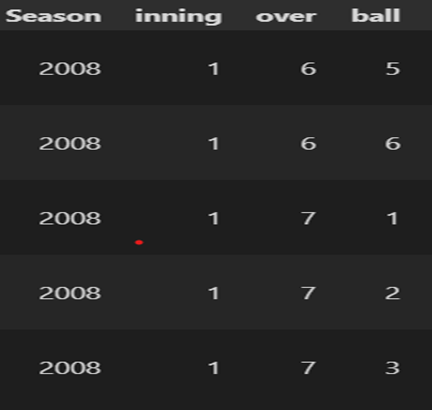 Season inning over ball
2008 1 6 5
2008 1 6 6
2008 1 7 1
2008 1 7 2
2008 1 7 3